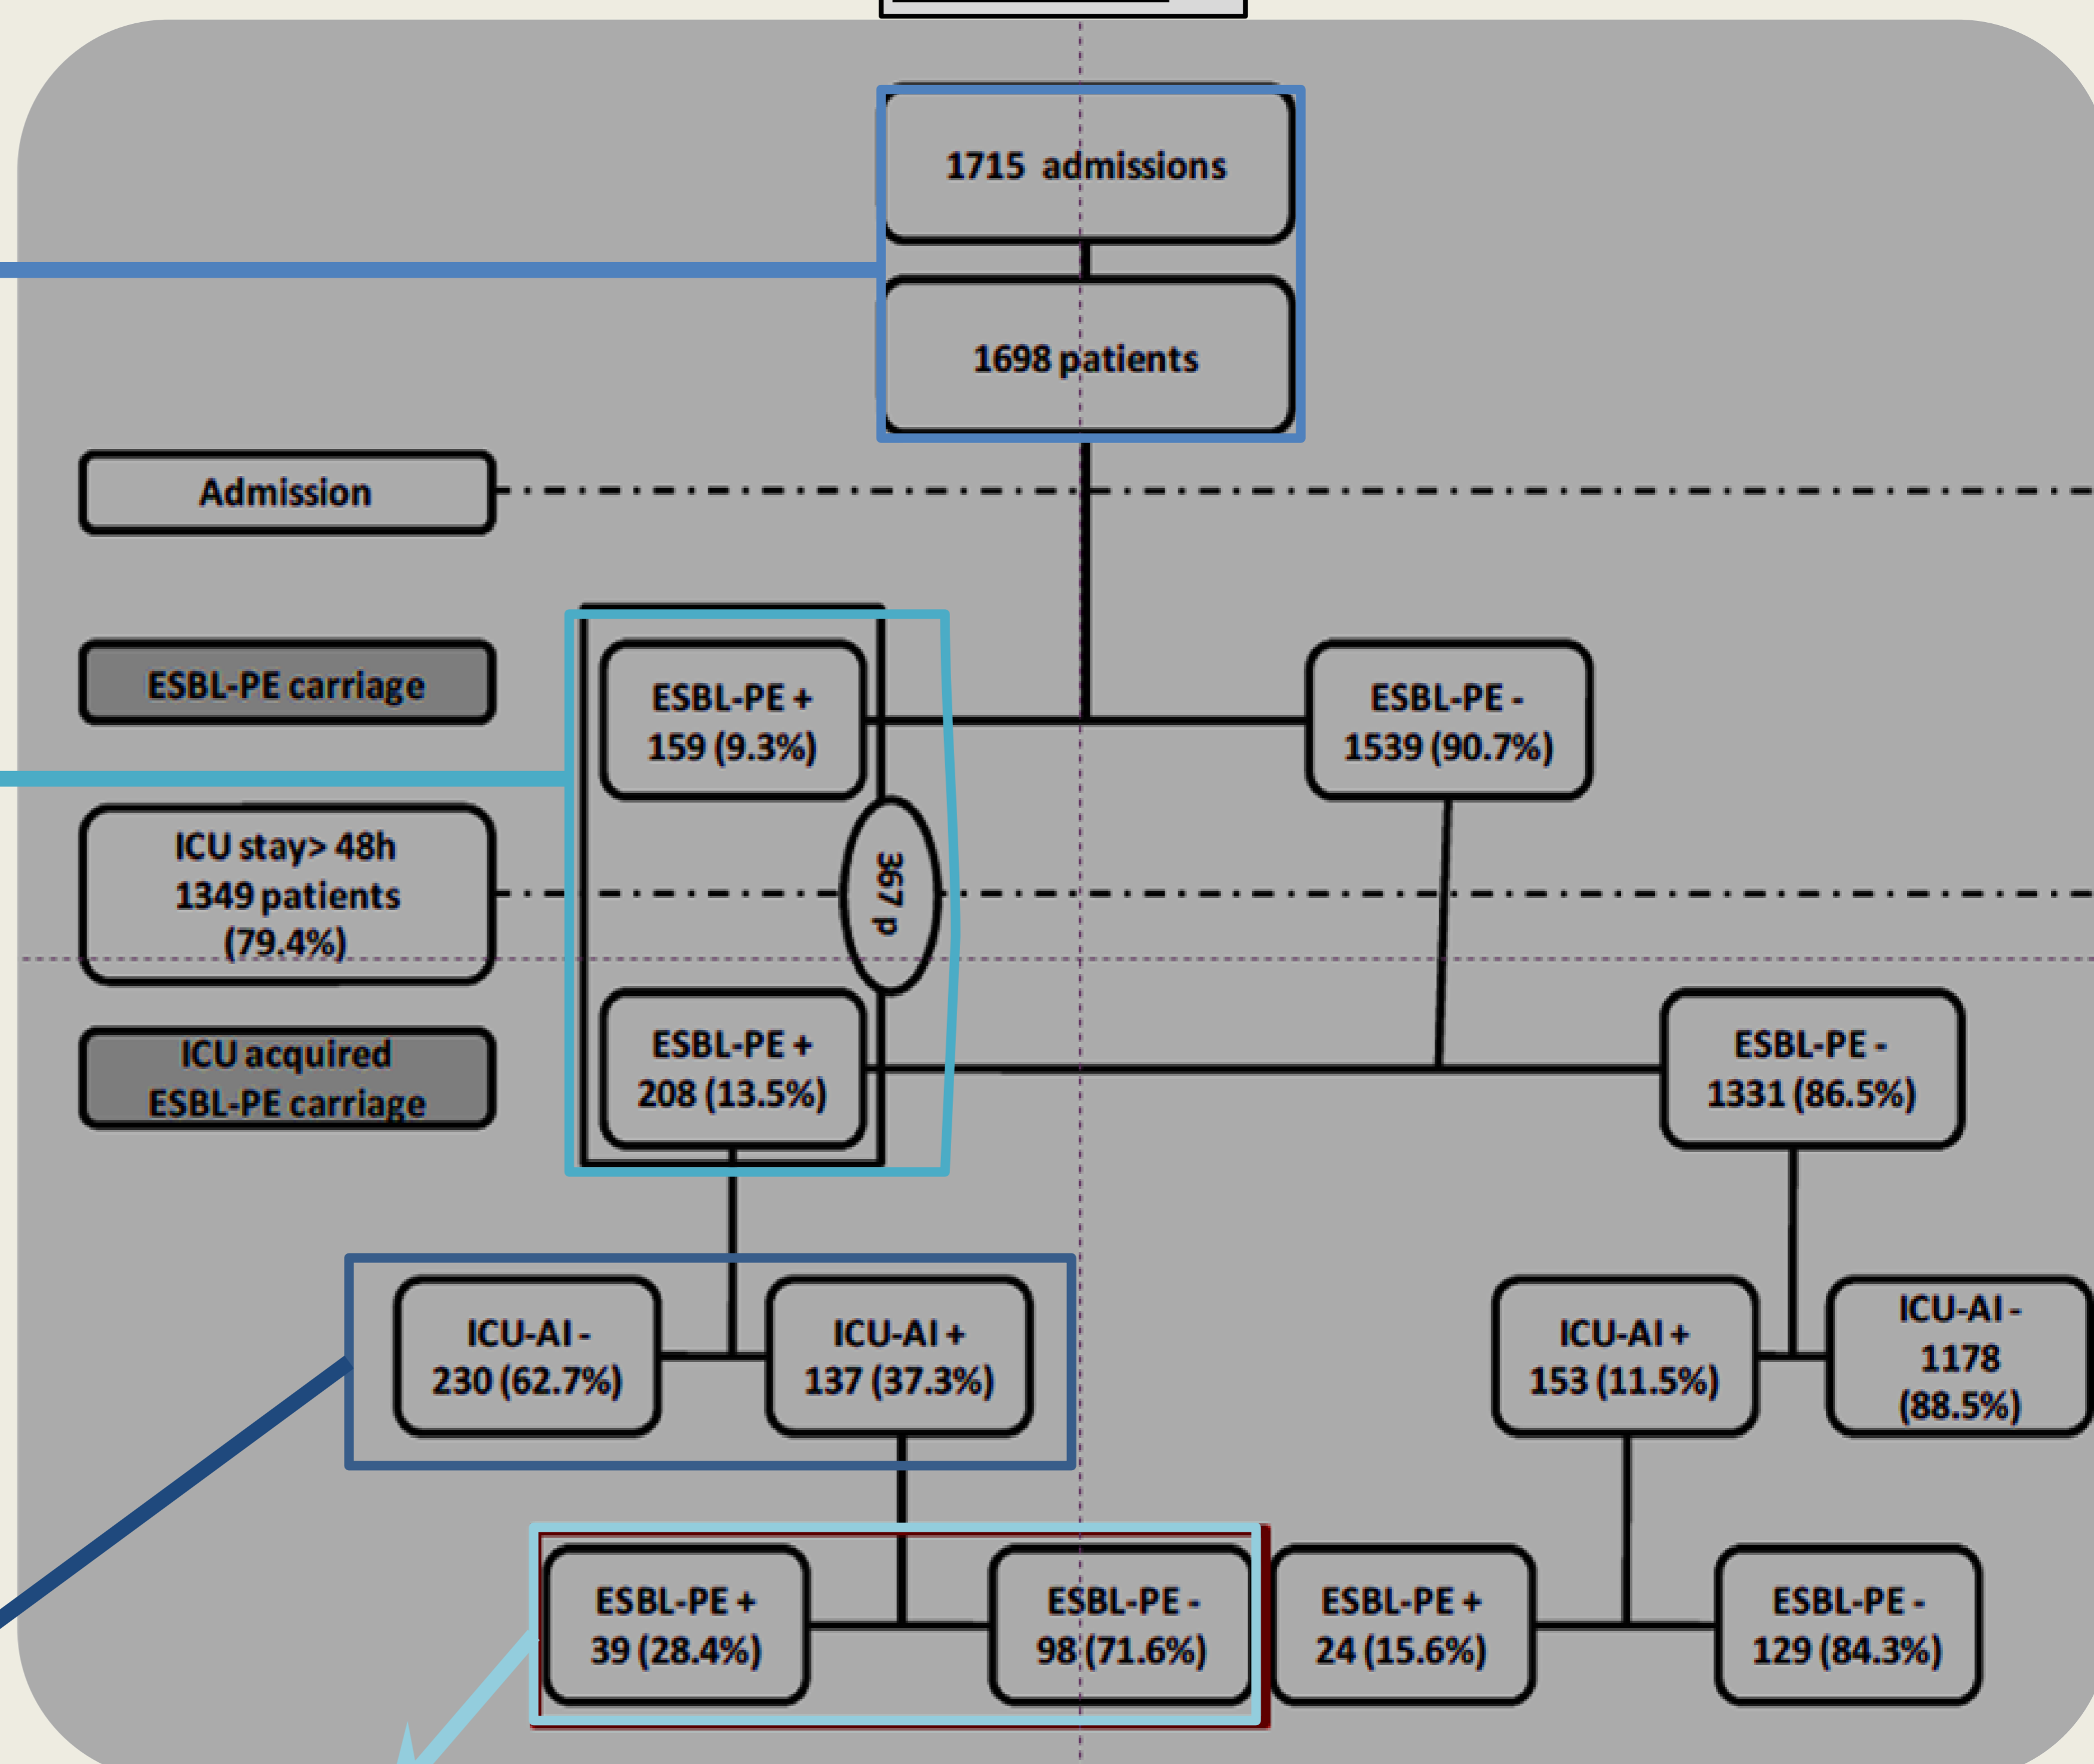 1715 admissions
1698 patients
Admission
ESBL-PE carriage
ESBL-PE +
159 (9.3%)
ESBL-PE -
1539 (90.7%)
ICU stay> 48h
1349 patients
(79.4%)
367 p
ICU acquired
ESBL-PE carriage
ESBL-PE +
208 (13.5%)
ESBL-PE -
1331 (86.5%)
ICU-AI -
230 (62.7%)
ICU-AI +
137 (37.3%)
ICU-AI +
153 (11.5%)
ICU-AI -
1178
(88.5%)
ESBL-PE +
39 (28.4%)
ESBL-PE -
98 (71.6%)
ESBL-PE +
24 (15.6%)
ESBL-PE -
129 (84.3%)